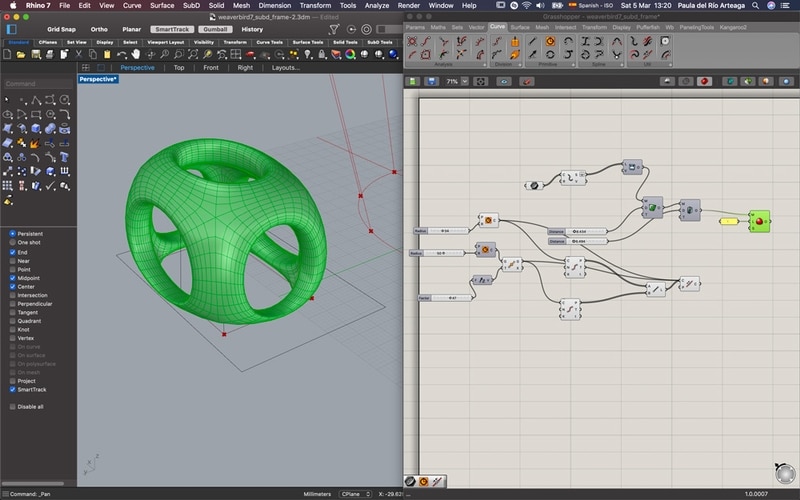 Rhino 7 File Edit View Curve Surface Solid Mesh Dimension Transform Tools Analyze Render Window Help Spanish - ISO Sat 5 Mar 13:20 Paula del Río Arteaga
weaverbird7_subd_frame-2.3dm — Edited
Grasshopper - weaverbird7_subd_frame*
Grid Snap Ortho Planar SmartTrack Gumball History
Params Maths Sets Vector Curve Surface Mesh Intersect Transform Display Pufferfish Wb PanelingTools Kangaroo2
Standard CPlanes Set View Display Select Viewport Layout Visibility Transform Curve Tools Surface Tools Solid Tools SubD Tools
Analysis Division Primitive Spline Util
Perspective Top Front Right Layouts...
71%
Perspective*
Command
Radius
Distance
Distance
Radius
Factor
Persistent
One shot
End
Near
Point
Midpoint
Center
Intersection
Perpendicular
Tangent
Quadrant
Knot
Vertex
On curve
On surface
On polysurface
On mesh
Project
SmartTrack
Disable all
Command: _Pan
Millimeters
CPlane
1.0.0007